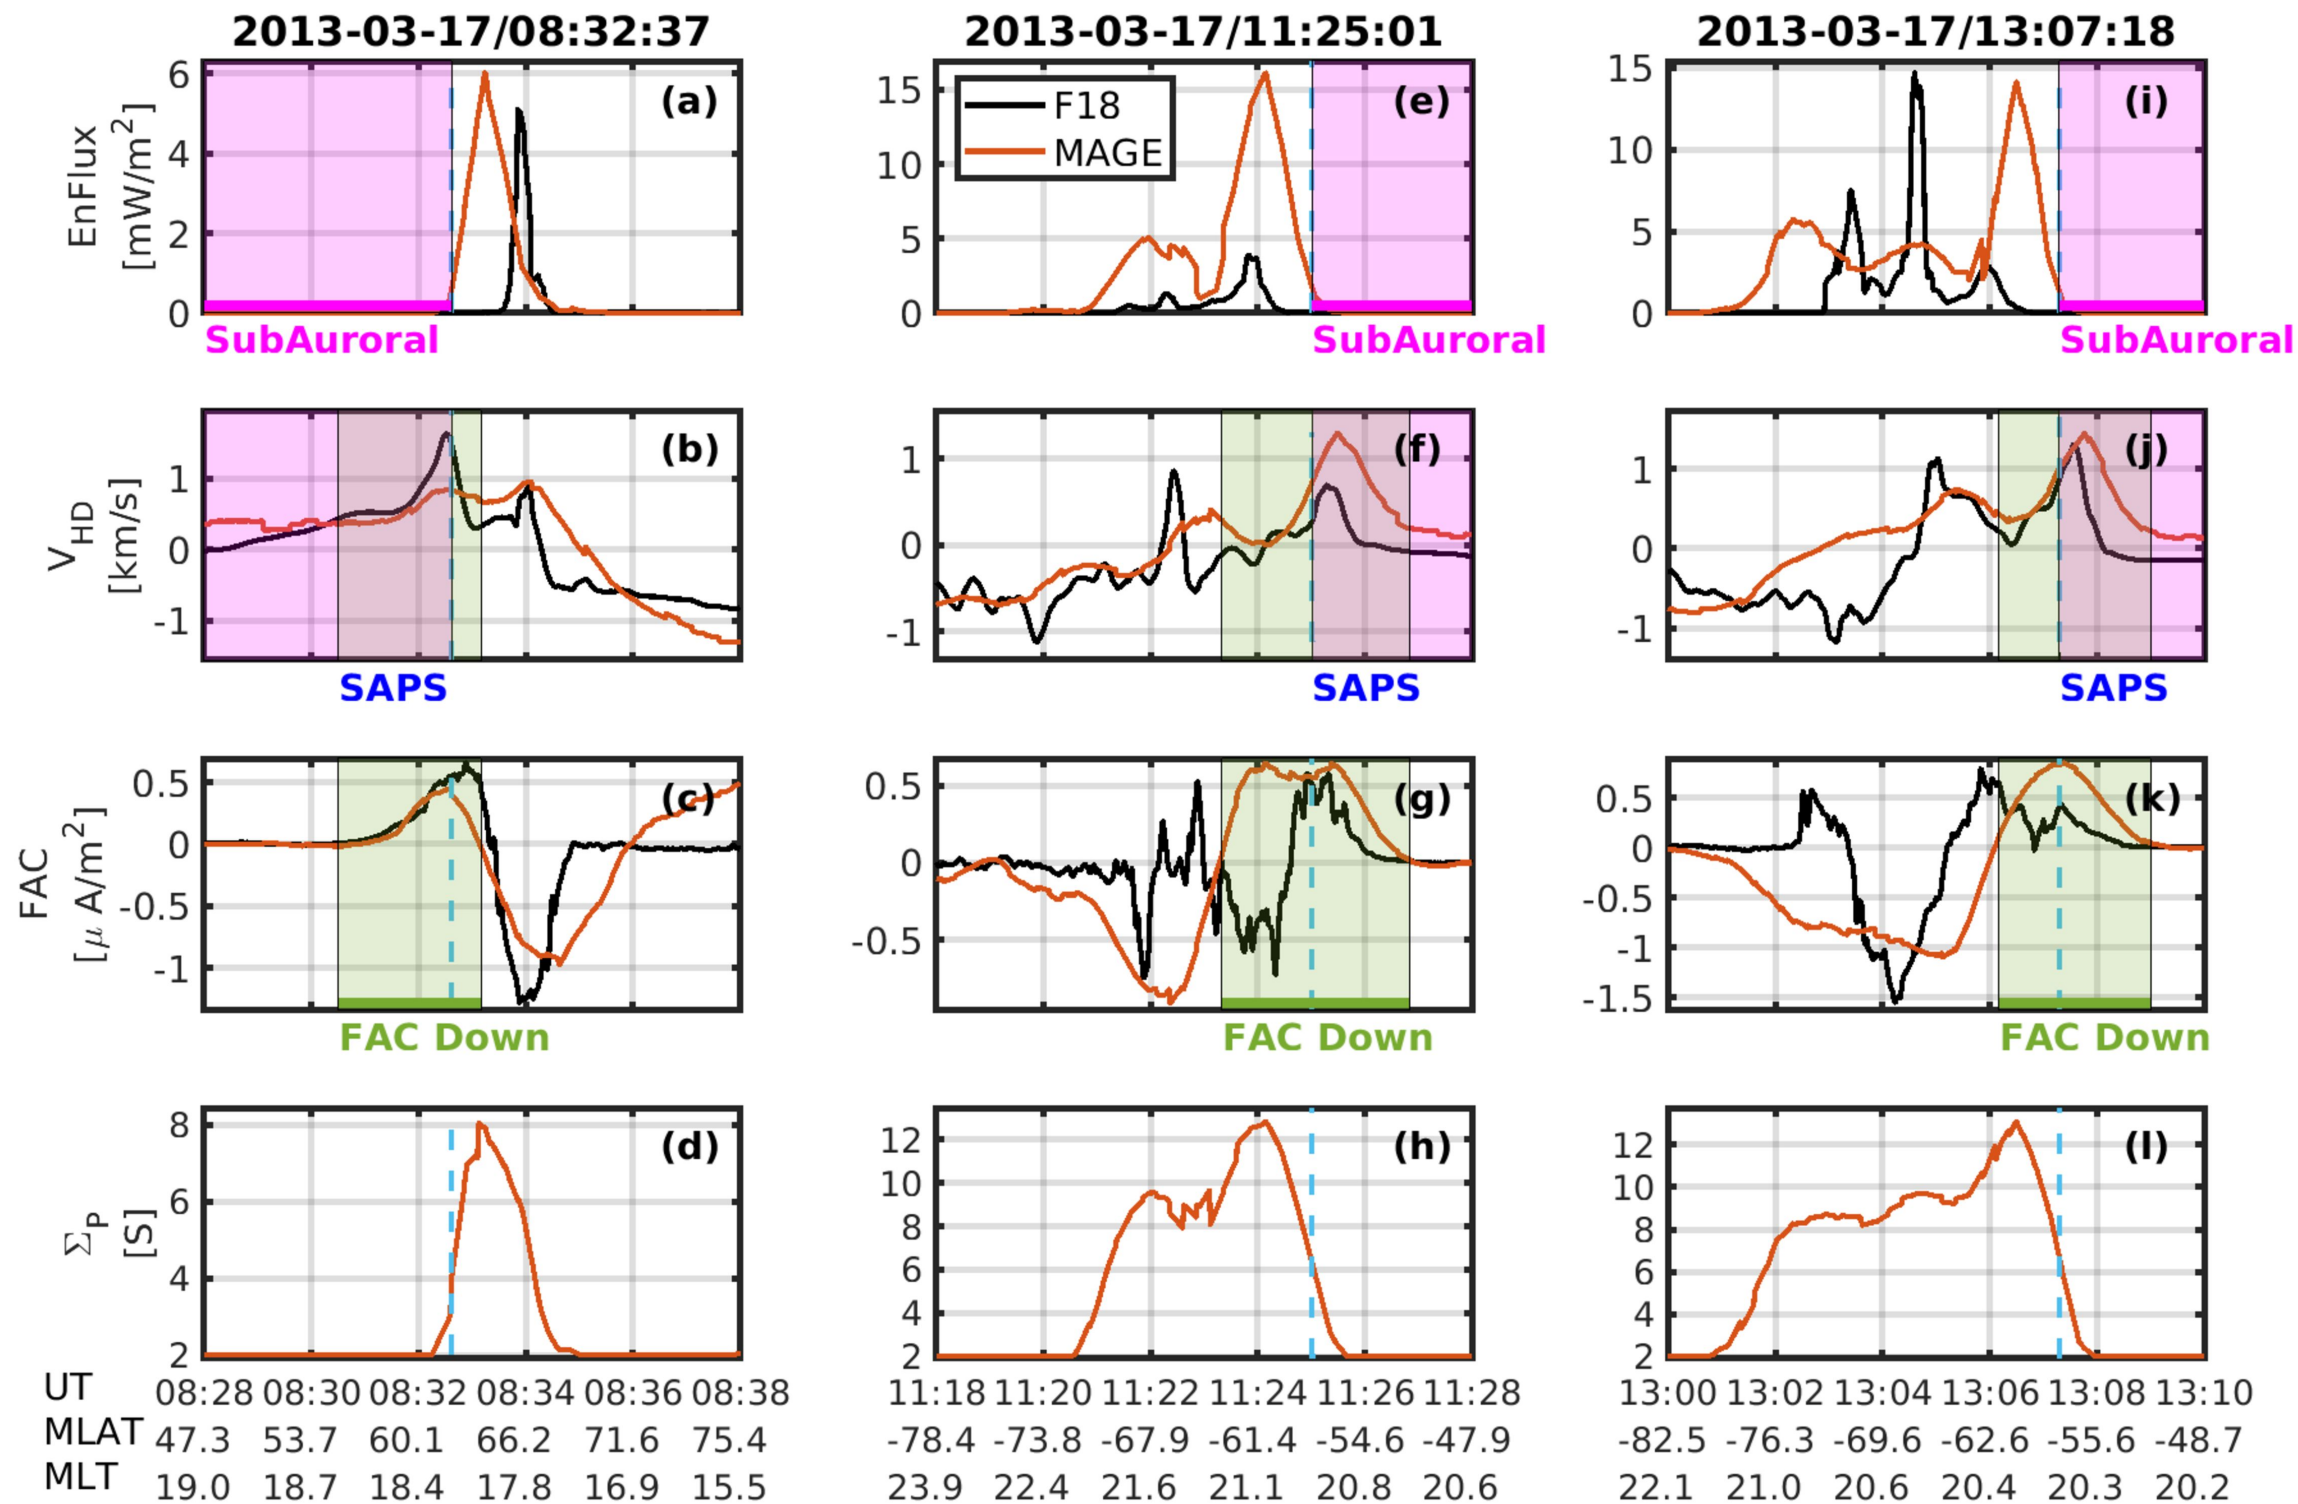 2013-03-17/08:32:37 2013-03-17/11:25:01 2013-03-17/13:07:18
EnFlux
[mW/m²]
6
4
2
0
(a)
SubAuroral
15
10
5
0
F18
MAGE
(e)
SubAuroral
15
10
5
0
(i)
SubAuroral
V_HD
[km/s]
1
0
-1
(b)
SAPS
1
0
-1
(f)
SAPS
1
0
-1
(j)
SAPS
FAC
[μ A/m²]
0.5
0
-0.5
-1
(c)
FAC Down
0.5
0
-0.5
(g)
FAC Down
0.5
0
-0.5
-1
-1.5
(k)
FAC Down
Σ_P
[S]
8
6
4
2
(d)
12
10
8
6
4
2
(h)
12
10
8
6
4
2
(l)
UT 08:28 08:30 08:32 08:34 08:36 08:38 11:18 11:20 11:22 11:24 11:26 11:28 13:00 13:02 13:04 13:06 13:08 13:10
MLAT 47.3 53.7 60.1 66.2 71.6 75.4 -78.4 -73.8 -67.9 -61.4 -54.6 -47.9 -82.5 -76.3 -69.6 -62.6 -55.6 -48.7
MLT 19.0 18.7 18.4 17.8 16.9 15.5 23.9 22.4 21.6 21.1 20.8 20.6 22.1 21.0 20.6 20.4 20.3 20.2